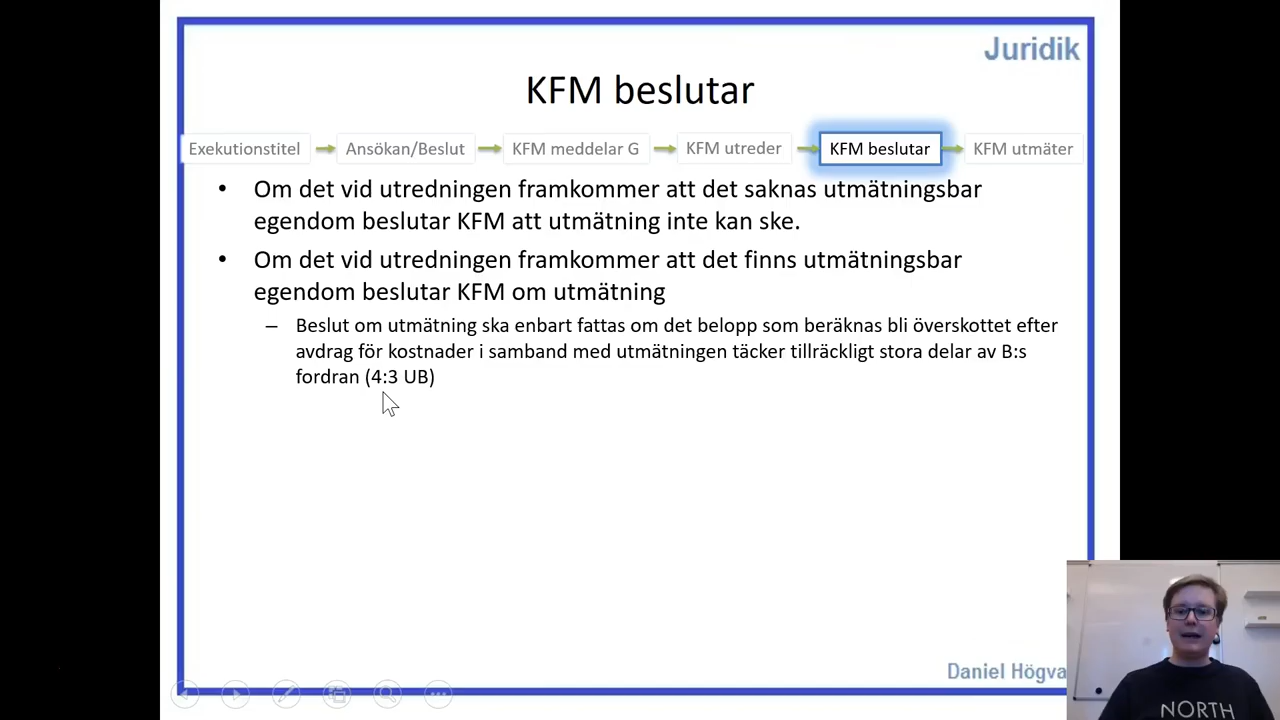 Juridik
KFM beslutar
Exekutionstitel
Ansökan/Beslut
KFM meddelar G
KFM utreder
KFM beslutar
KFM utmäter
• Om det vid utredningen framkommer att det saknas utmätningsbar
egendom beslutar KFM att utmätning inte kan ske.
• Om det vid utredningen framkommer att det finns utmätningsbar
egendom beslutar KFM om utmätning
– Beslut om utmätning ska enbart fattas om det belopp som beräknas bli överskottet efter
avdrag för kostnader i samband med utmätningen täcker tillräckligt stora delar av B:s
fordran (4:3 UB)
Daniel Högva
NORTH